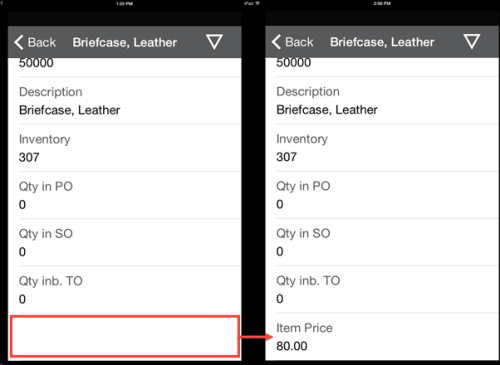 1:35 PM
iPad
2:00 PM
Back Briefcase, Leather
50000
Description
Briefcase, Leather
Inventory
307
Qty in PO
0
Qty in SO
0
Qty inb. TO
0
Back Briefcase, Leather
50000
Description
Briefcase, Leather
Inventory
307
Qty in PO
0
Qty in SO
0
Qty inb. TO
0
Item Price
80.00